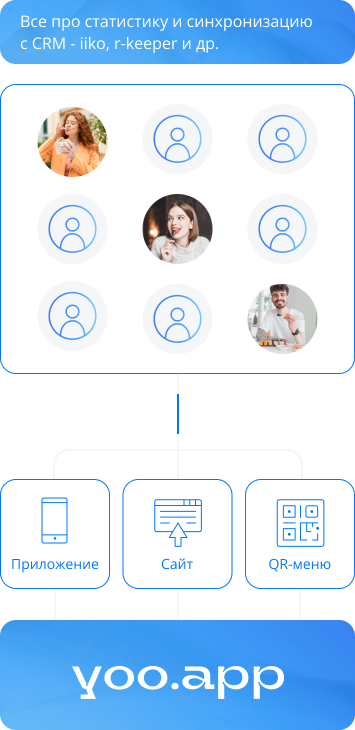 Все про статистику и синхронизацию
с CRM - iiko, r-keeper и др.
Приложение
Сайт
QR-меню
yoo.app